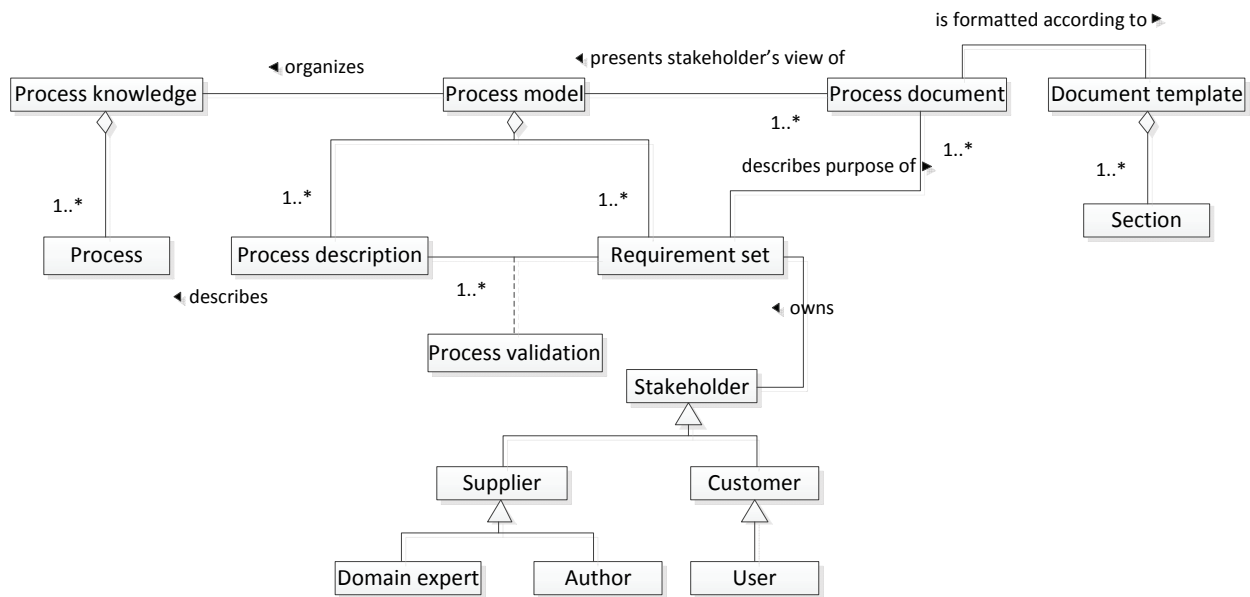 is formatted according to ►
◄ organizes
◄ presents stakeholder's view of
Process knowledge
Process model
Process document
Document template
1..*
describes purpose of ►
1..*
1..*
1..*
1..*
1..*
Section
Process
Process description
Requirement set
◄ describes
1..*
◄ owns
Process validation
Stakeholder
Supplier
Customer
Domain expert
Author
User